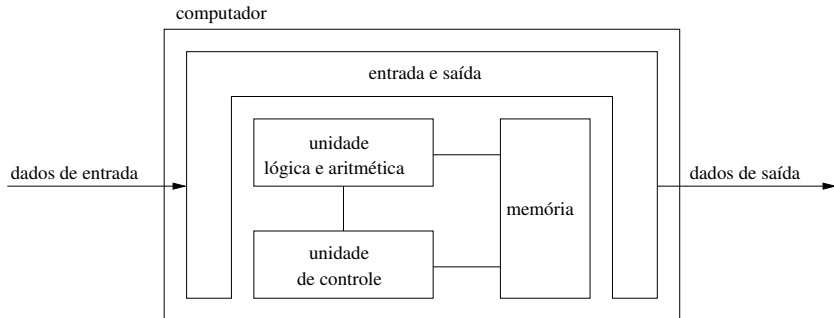 computador
entrada e saída
dados de entrada
unidade
lógica e aritmética
memória
dados de saída
unidade
de controle